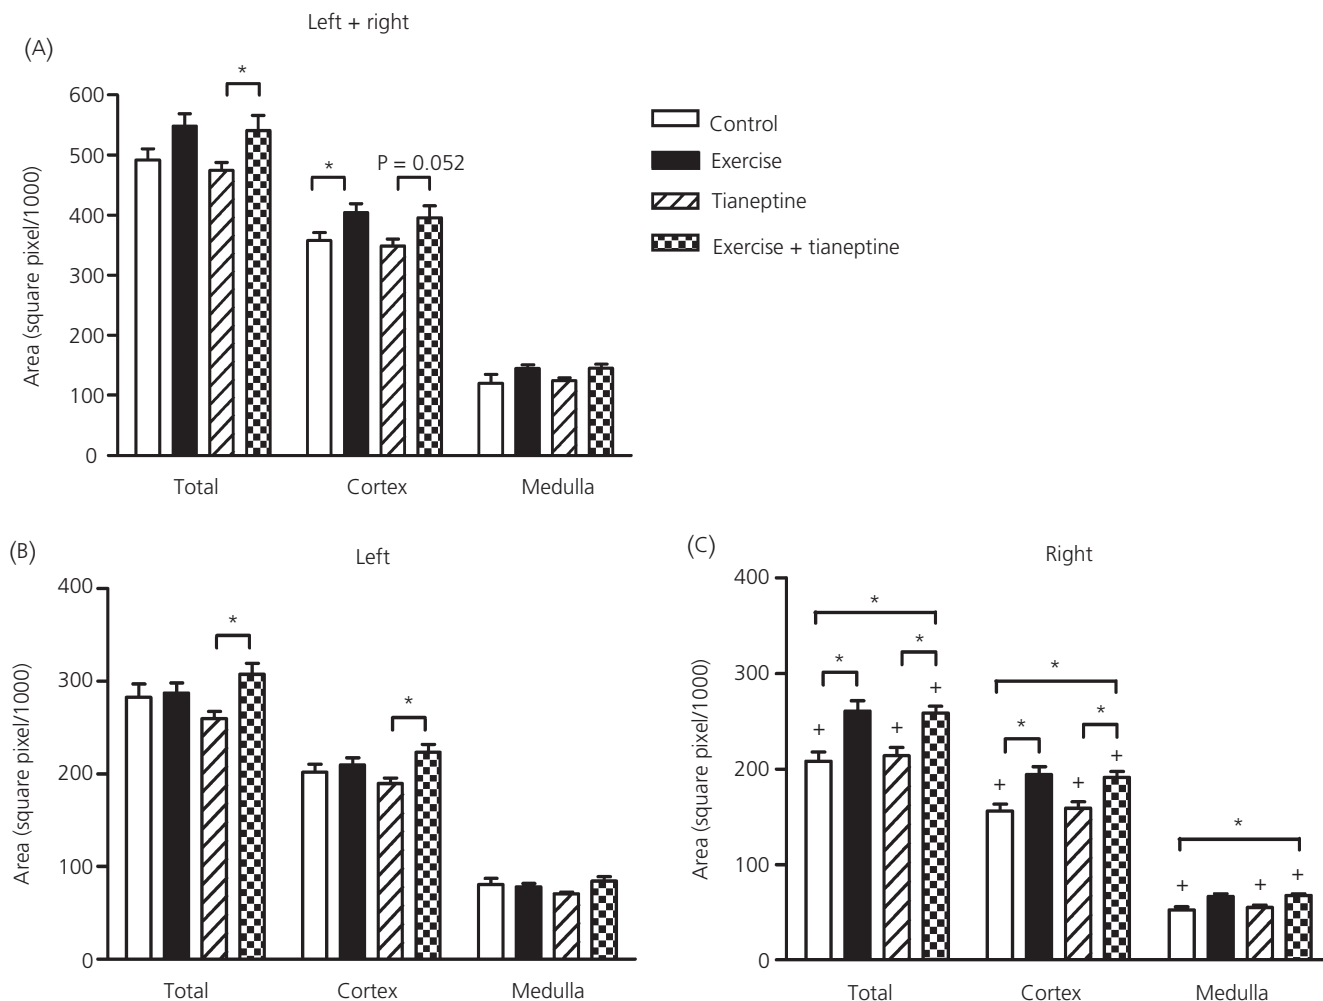 Left + right
(A)
*
600
500
400
300
200
100
0
Area (square pixel/1000)
*
P = 0.052
Total
Cortex
Medulla
Control
Exercise
Tianeptine
Exercise + tianeptine
(B)
Left
400
300
200
100
0
Area (square pixel/1000)
*
*
Total
Cortex
Medulla
(C)
Right
400
300
200
100
0
Area (square pixel/1000)
*
*
*
+
+
+
*
*
*
+
+
+
*
+
+
+
Total
Cortex
Medulla